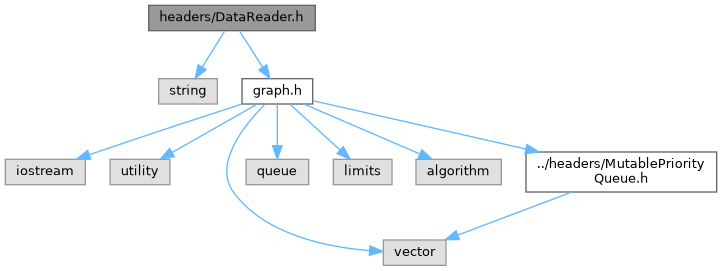 headers/DataReader.h
string
graph.h
iostream
utility
queue
limits
algorithm
../headers/MutablePriority
Queue.h
vector